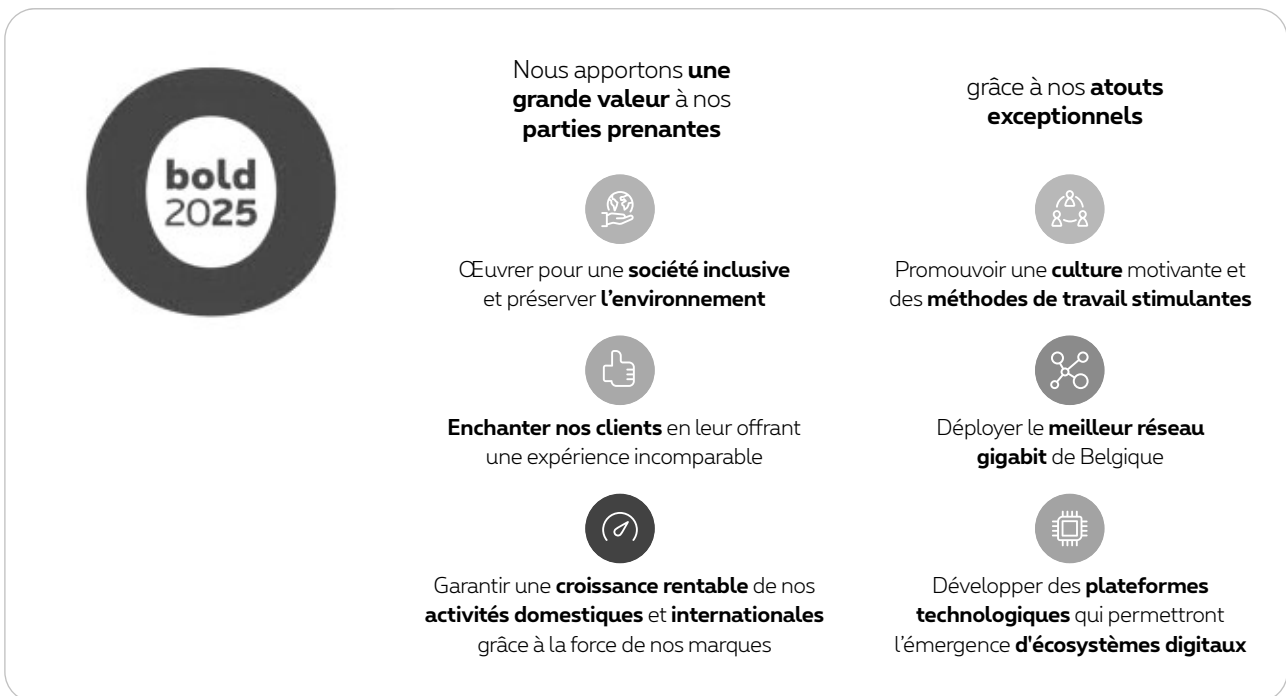 bold
2025
Nous apportons une
grande valeur à nos
parties prenantes
Œuvrer pour une société inclusive
et préserver l’environnement
Enchanter nos clients en leur offrant
une expérience incomparable
Garantir une croissance rentable de nos
activités domestiques et internationales
grâce à la force de nos marques
grâce à nos atouts
exceptionnels
Promouvoir une culture motivante et
des méthodes de travail stimulantes
Déployer le meilleur réseau
gigabit de Belgique
Développer des plateformes
technologiques qui permettront
l’émergence d'écosystèmes digitaux